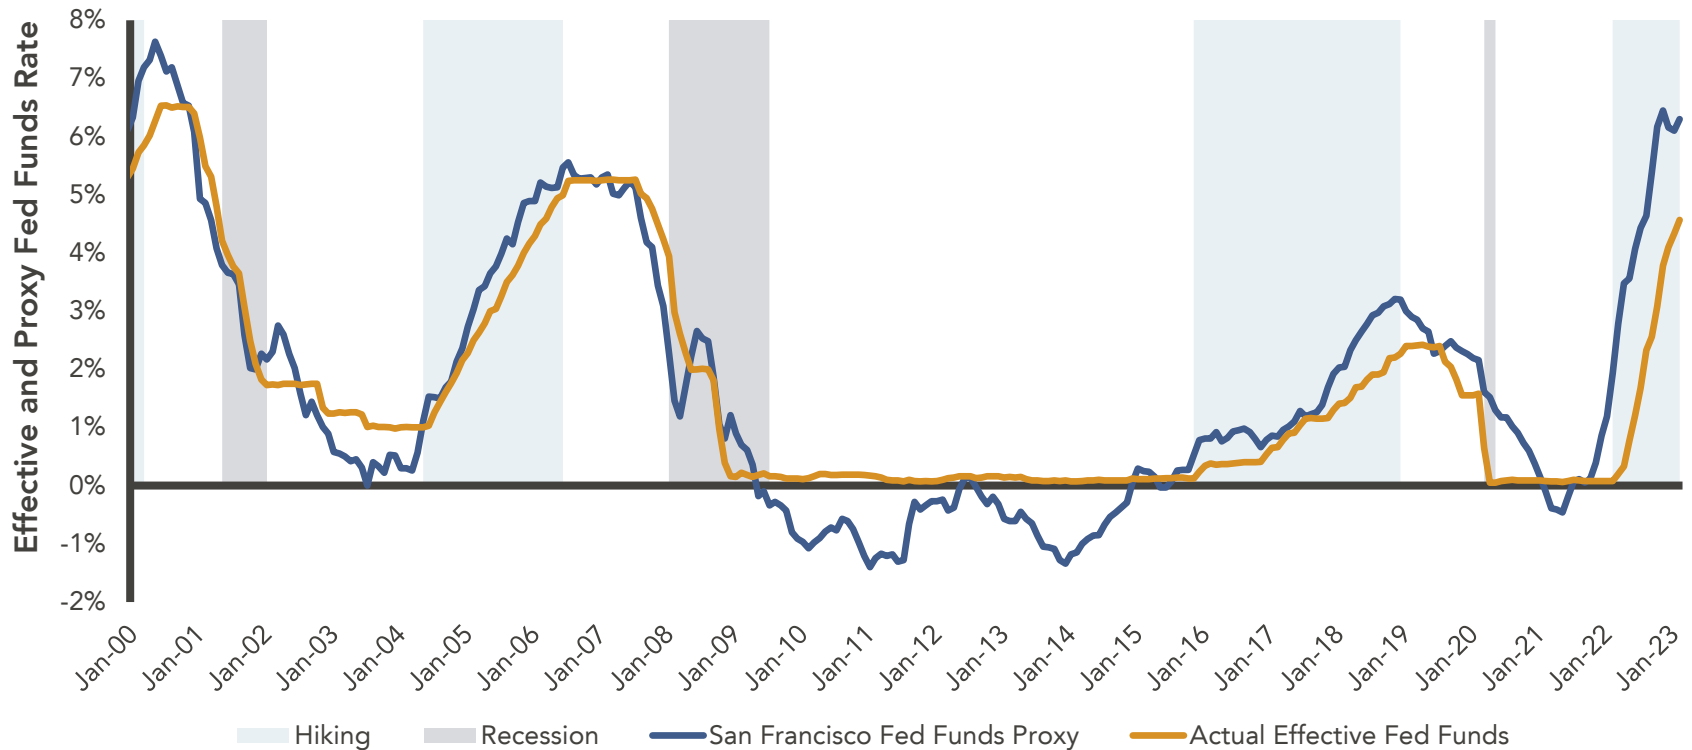 Effective and Proxy Fed Funds Rate
8%
7%
6%
5%
4%
3%
2%
1%
0%
-1%
-2%
Jan-00
Jan-01
Jan-02
Jan-03
Jan-04
Jan-05
Jan-06
Jan-07
Jan-08
Jan-09
Jan-10
Jan-11
Jan-12
Jan-13
Jan-14
Jan-15
Jan-16
Jan-17
Jan-18
Jan-19
Jan-20
Jan-21
Jan-22
Jan-23
Hiking
Recession
San Francisco Fed Funds Proxy
Actual Effective Fed Funds